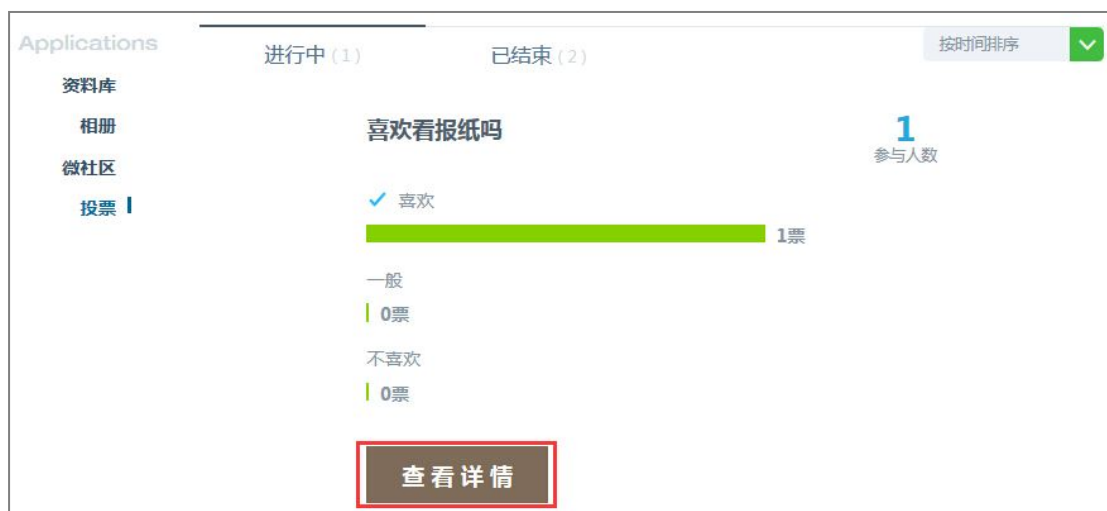 Applications
资料库
相册
微社区
投票
进行中(1)
已结束(2)
按时间排序
喜欢看报纸吗
1
参与人数
喜欢
1票
一般
0票
不喜欢
0票
查看详情